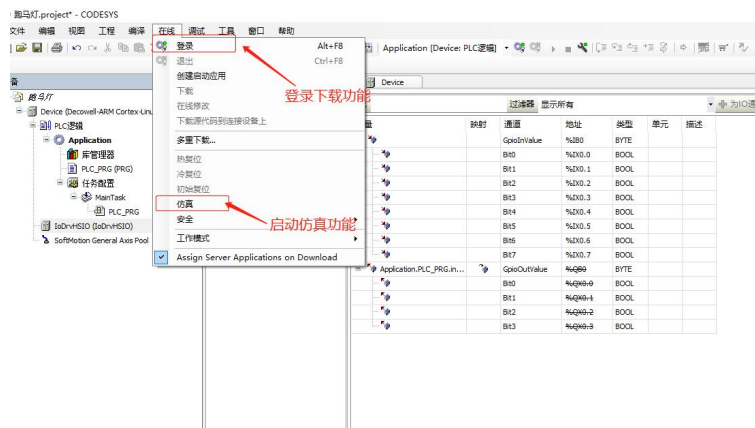 跑马灯.project* - CODESYS
文件 编辑 视图 工程 编译 在线 调试 工具 窗口 帮助
Application [Device: PLC逻辑]
登录 Alt+F8
退出 Ctrl+F8
创建启动应用
下载
在线修改
下载源代码到连接设备上
多重下载...
热复位
冷复位
初始复位
仿真
安全
工作模式
Assign Server Applications on Download
登录下载功能
启动仿真功能
跑马灯
Device (Decowell-ARM Cortex-Linu
PLC逻辑
Application
库管理器
PLC_PRG (PRG)
任务配置
MainTask
PLC_PRG
IoDrvHSIO (IoDrvHSIO)
SoftMotion General Axis Pool
Device
过滤器 显示所有
映射 通道 地址 类型 单元 描述
GpioInValue %IB0 BYTE
Bit0 %IX0.0 BOOL
Bit1 %IX0.1 BOOL
Bit2 %IX0.2 BOOL
Bit3 %IX0.3 BOOL
Bit4 %IX0.4 BOOL
Bit5 %IX0.5 BOOL
Bit6 %IX0.6 BOOL
Bit7 %IX0.7 BOOL
Application.PLC_PRG.in... GpioOutValue %QB0 BYTE
Bit0 %QX0.0 BOOL
Bit1 %QX0.1 BOOL
Bit2 %QX0.2 BOOL
Bit3 %QX0.3 BOOL